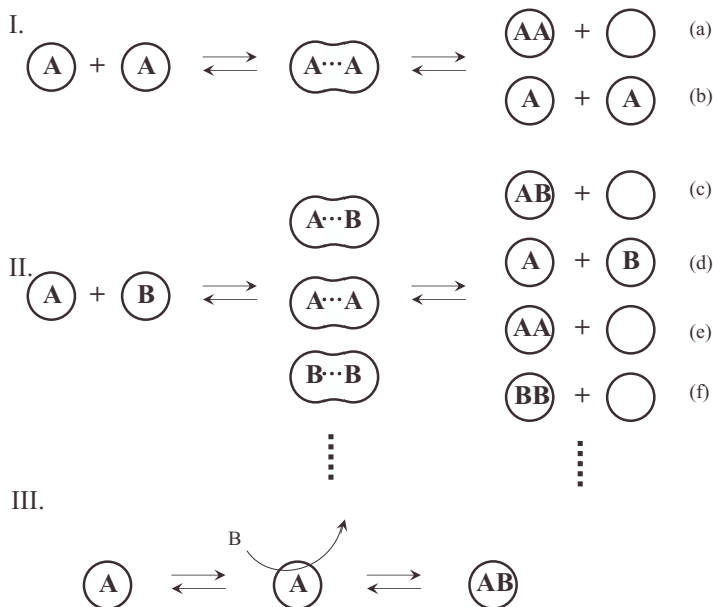 I.
A + A A···A AA + (a)
A + A (b)
A···B AB + (c)
II.
A + B A···A A + B (d)
AA + (e)
B···B BB + (f)
III.
B
A A AB